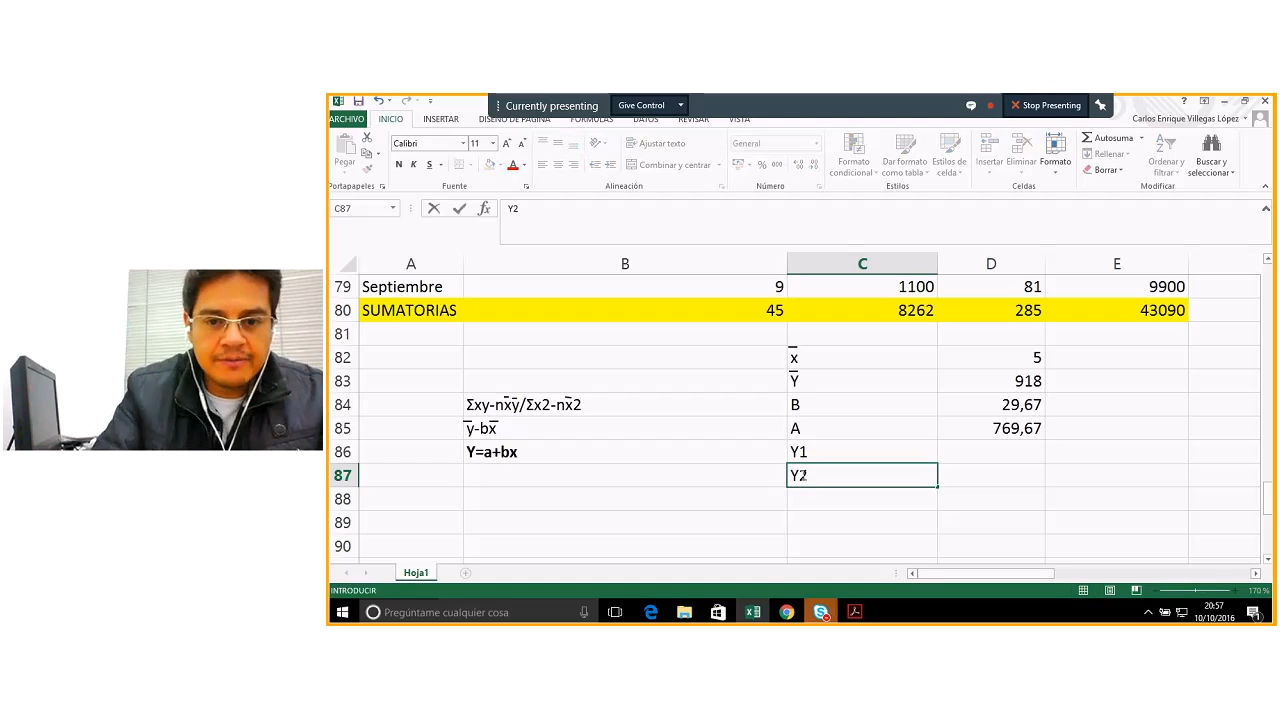 Currently presenting Give Control Stop Presenting
ARCHIVO INICIO INSERTAR DISEÑO DE PÁGINA FÓRMULAS DATOS REVISAR VISTA Carlos Enrique Villegas López
Calibri 11 Ajustar texto General Autosuma
Pegar N K S Combinar y centrar % 000 Formato condicional Dar formato como tabla Estilos de celda Insertar Eliminar Formato Rellenar Borrar Ordenar y filtrar Buscar y seleccionar
Portapapeles Fuente Alineación Número Estilos Celdas Modificar
C87 fx Y2
A B C D E
79 Septiembre 9 1100 81 9900
80 SUMATORIAS 45 8262 285 43090
81
82 x̅ 5
83 Y̅ 918
84 Σxy-nx̅y̅/Σx2-nx̅2 B 29,67
85 y̅-bx̅ A 769,67
86 Y=a+bx Y1
87 Y2
88
89
90
Hoja1
INTRODUCIR 170 %
Pregúntame cualquier cosa 20:57
10/10/2016